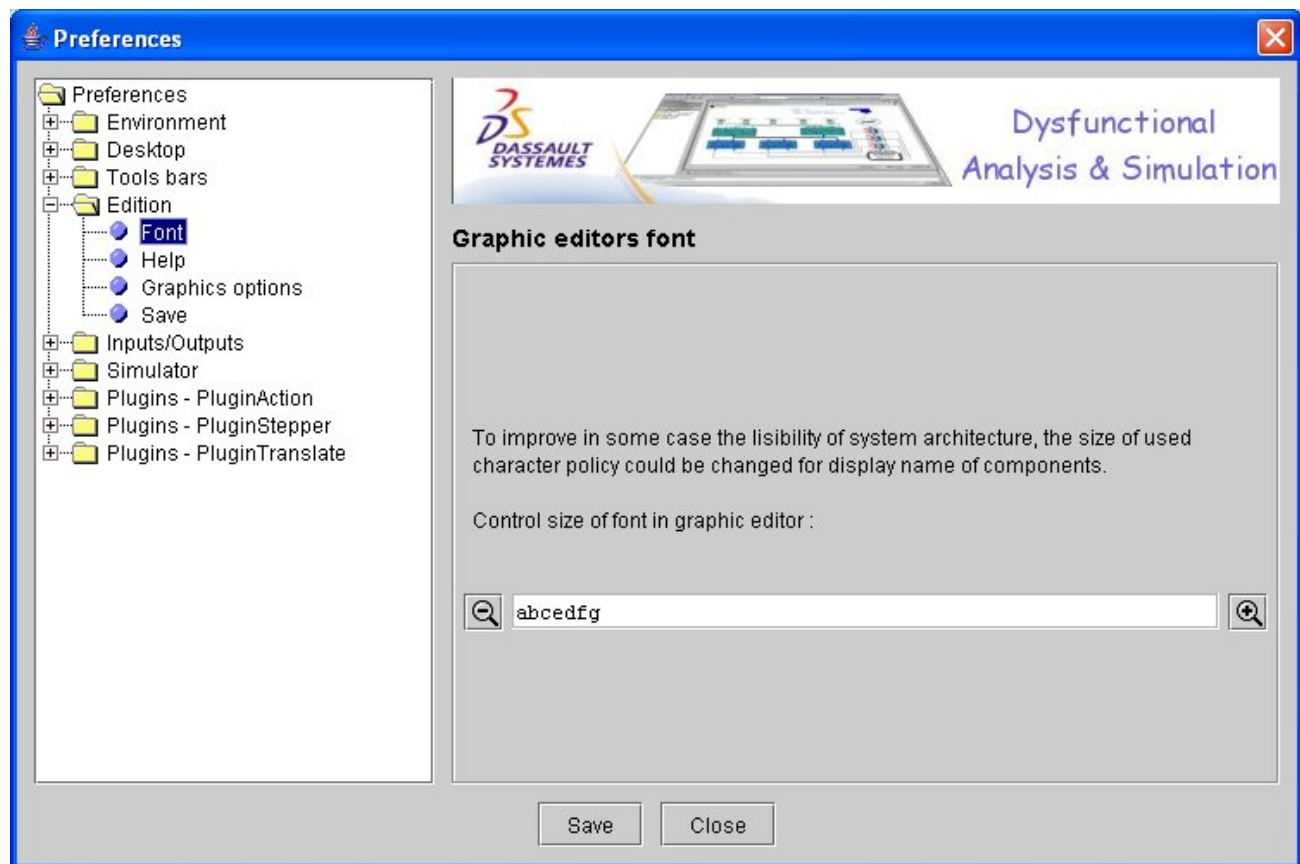 Preferences
Preferences
Environment
Desktop
Tools bars
Edition
Font
Help
Graphics options
Save
Inputs/Outputs
Simulator
Plugins - PluginAction
Plugins - PluginStepper
Plugins - PluginTranslate
DASSAULT
SYSTEMES
Dysfunctional
Analysis & Simulation
Graphic editors font
To improve in some case the lisibility of system architecture, the size of used
character policy could be changed for display name of components.
Control size of font in graphic editor :
abcedfg
Save
Close